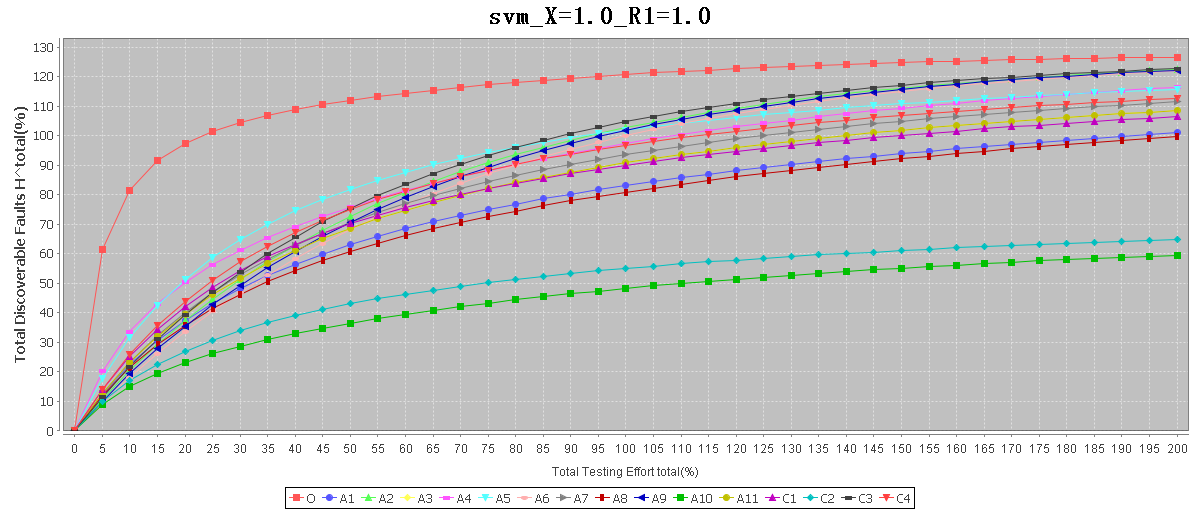 svm_X=1.0_R1=1.0
Total Discoverable Faults H^total(%)
130
120
110
100
90
80
70
60
50
40
30
20
10
0
0 5 10 15 20 25 30 35 40 45 50 55 60 65 70 75 80 85 90 95 100 105 110 115 120 125 130 135 140 145 150 155 160 165 170 175 180 185 190 195 200
Total Testing Effort total(%)
O A1 A2 A3 A4 A5 A6 A7 A8 A9 A10 A11 C1 C2 C3 C4